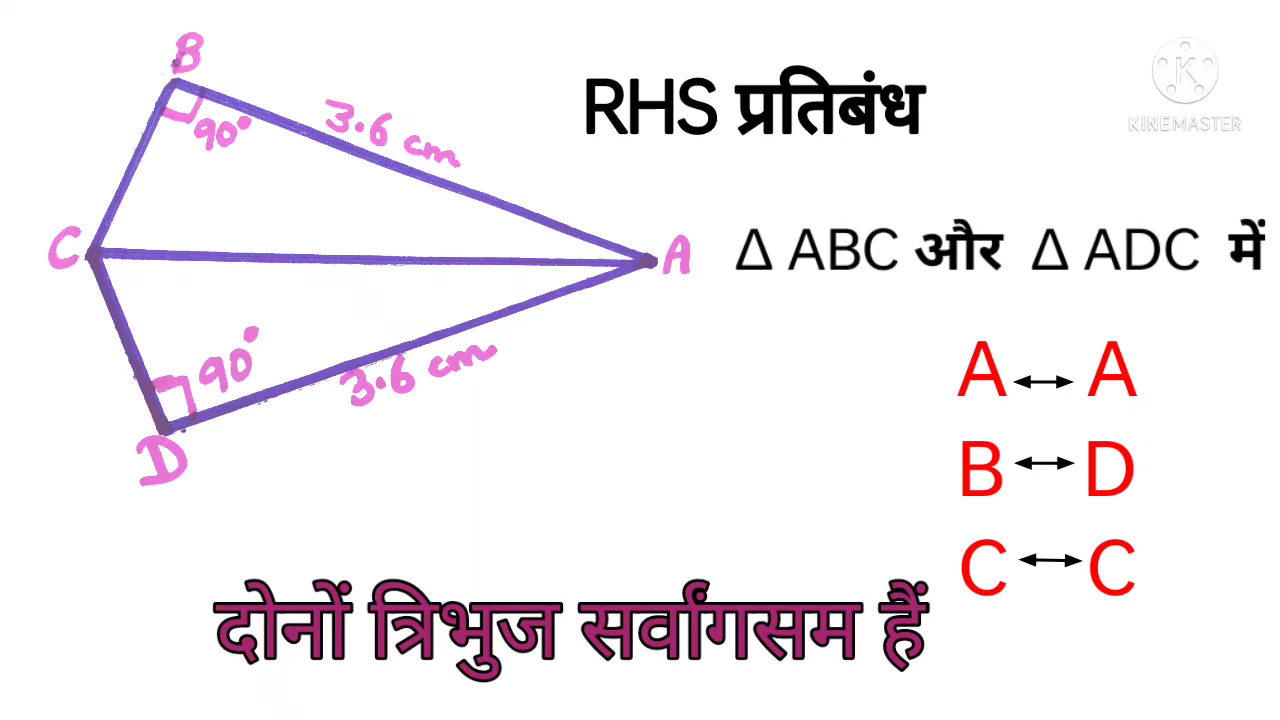 B
90°
3.6 cm
RHS प्रतिबंध
K
KINEMASTER
C
A
Δ ABC और Δ ADC में
90°
3.6 cm
D
A ↔ A
B ↔ D
C ↔ C
दोनों त्रिभुज सर्वांगसम हैं